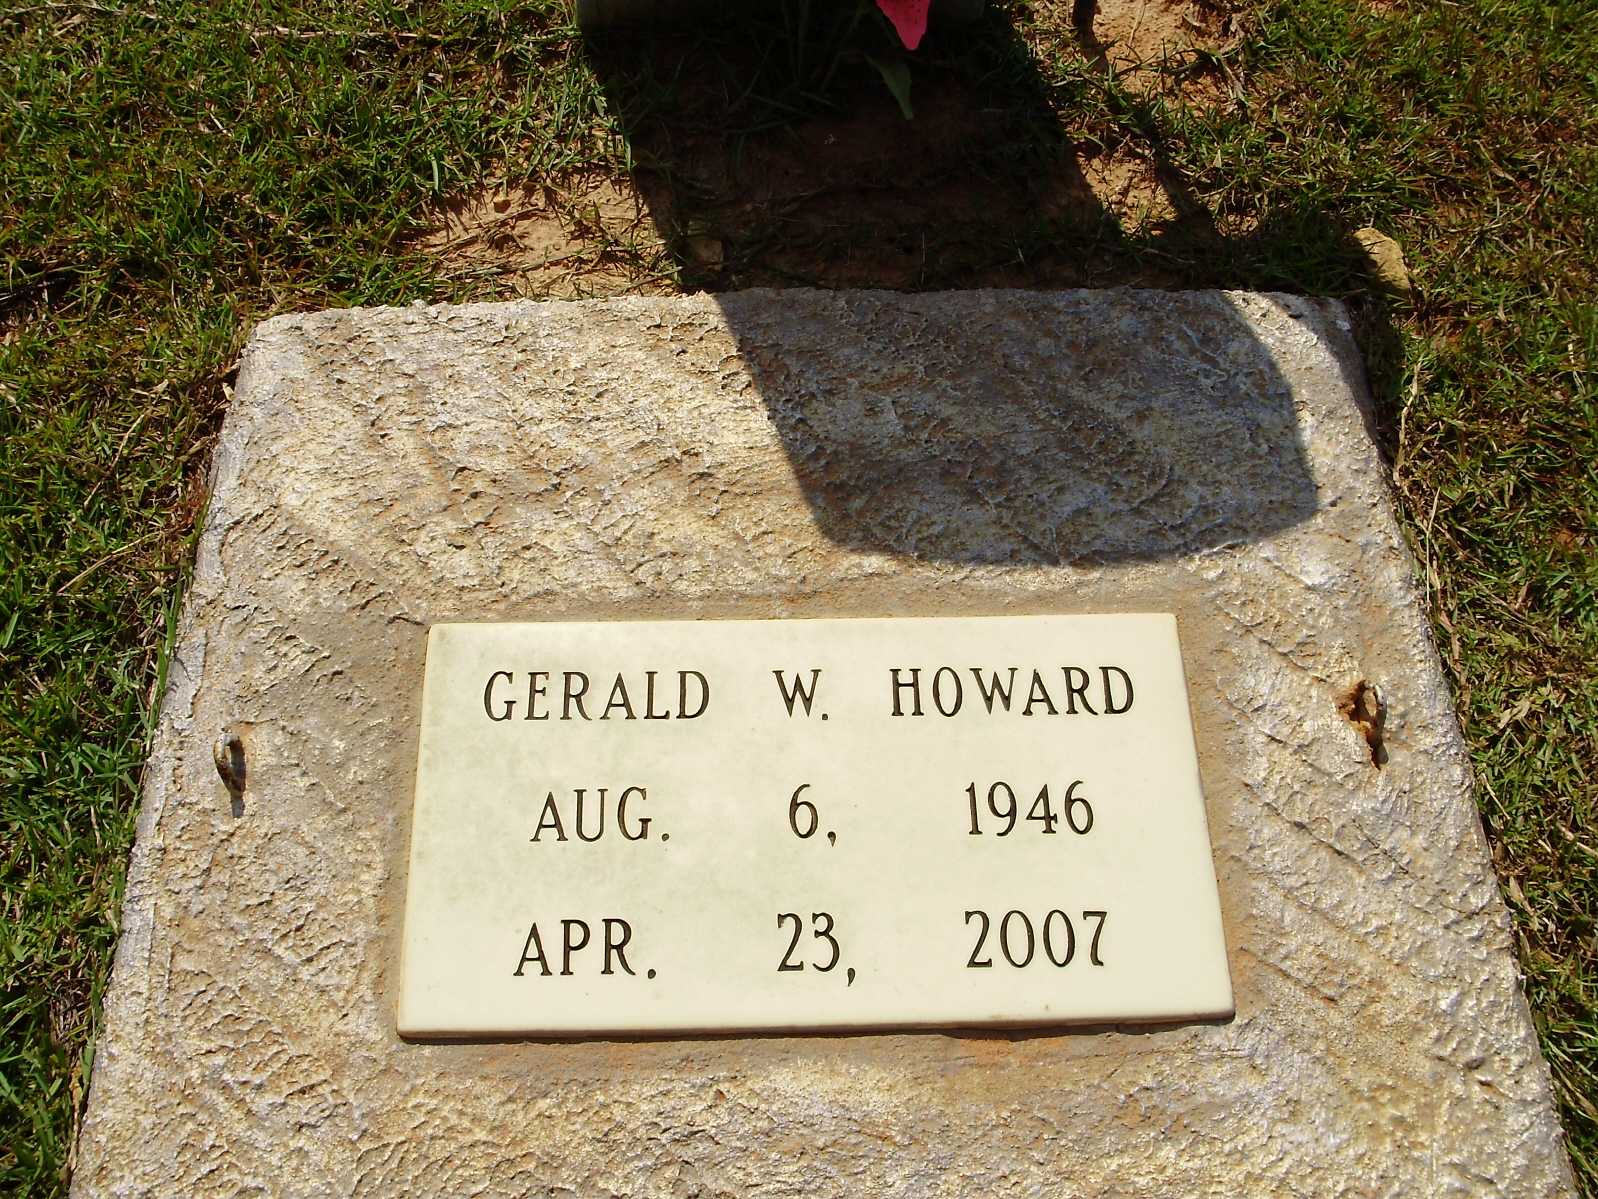 GERALD W. HOWARD
AUG. 6, 1946
APR. 23, 2007